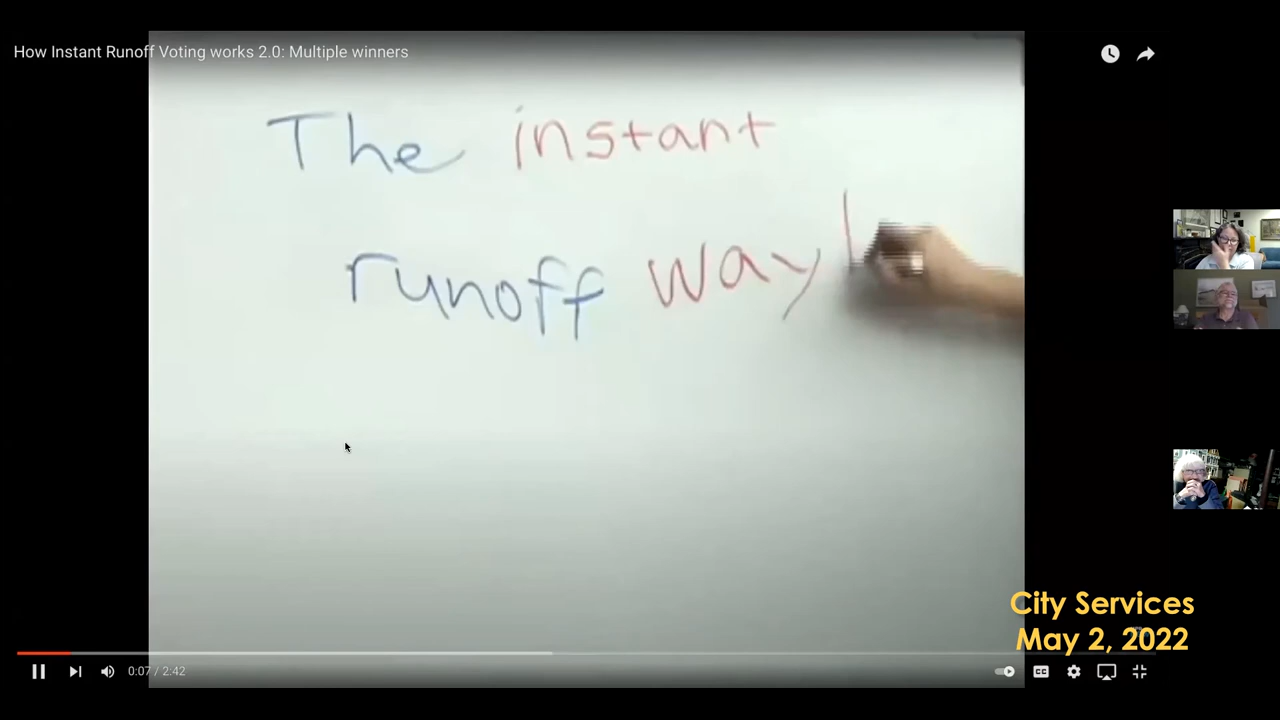 How Instant Runoff Voting works 2.0: Multiple winners
The instant
runoff way
City Services
May 2, 2022
0:07 / 2:42
CC